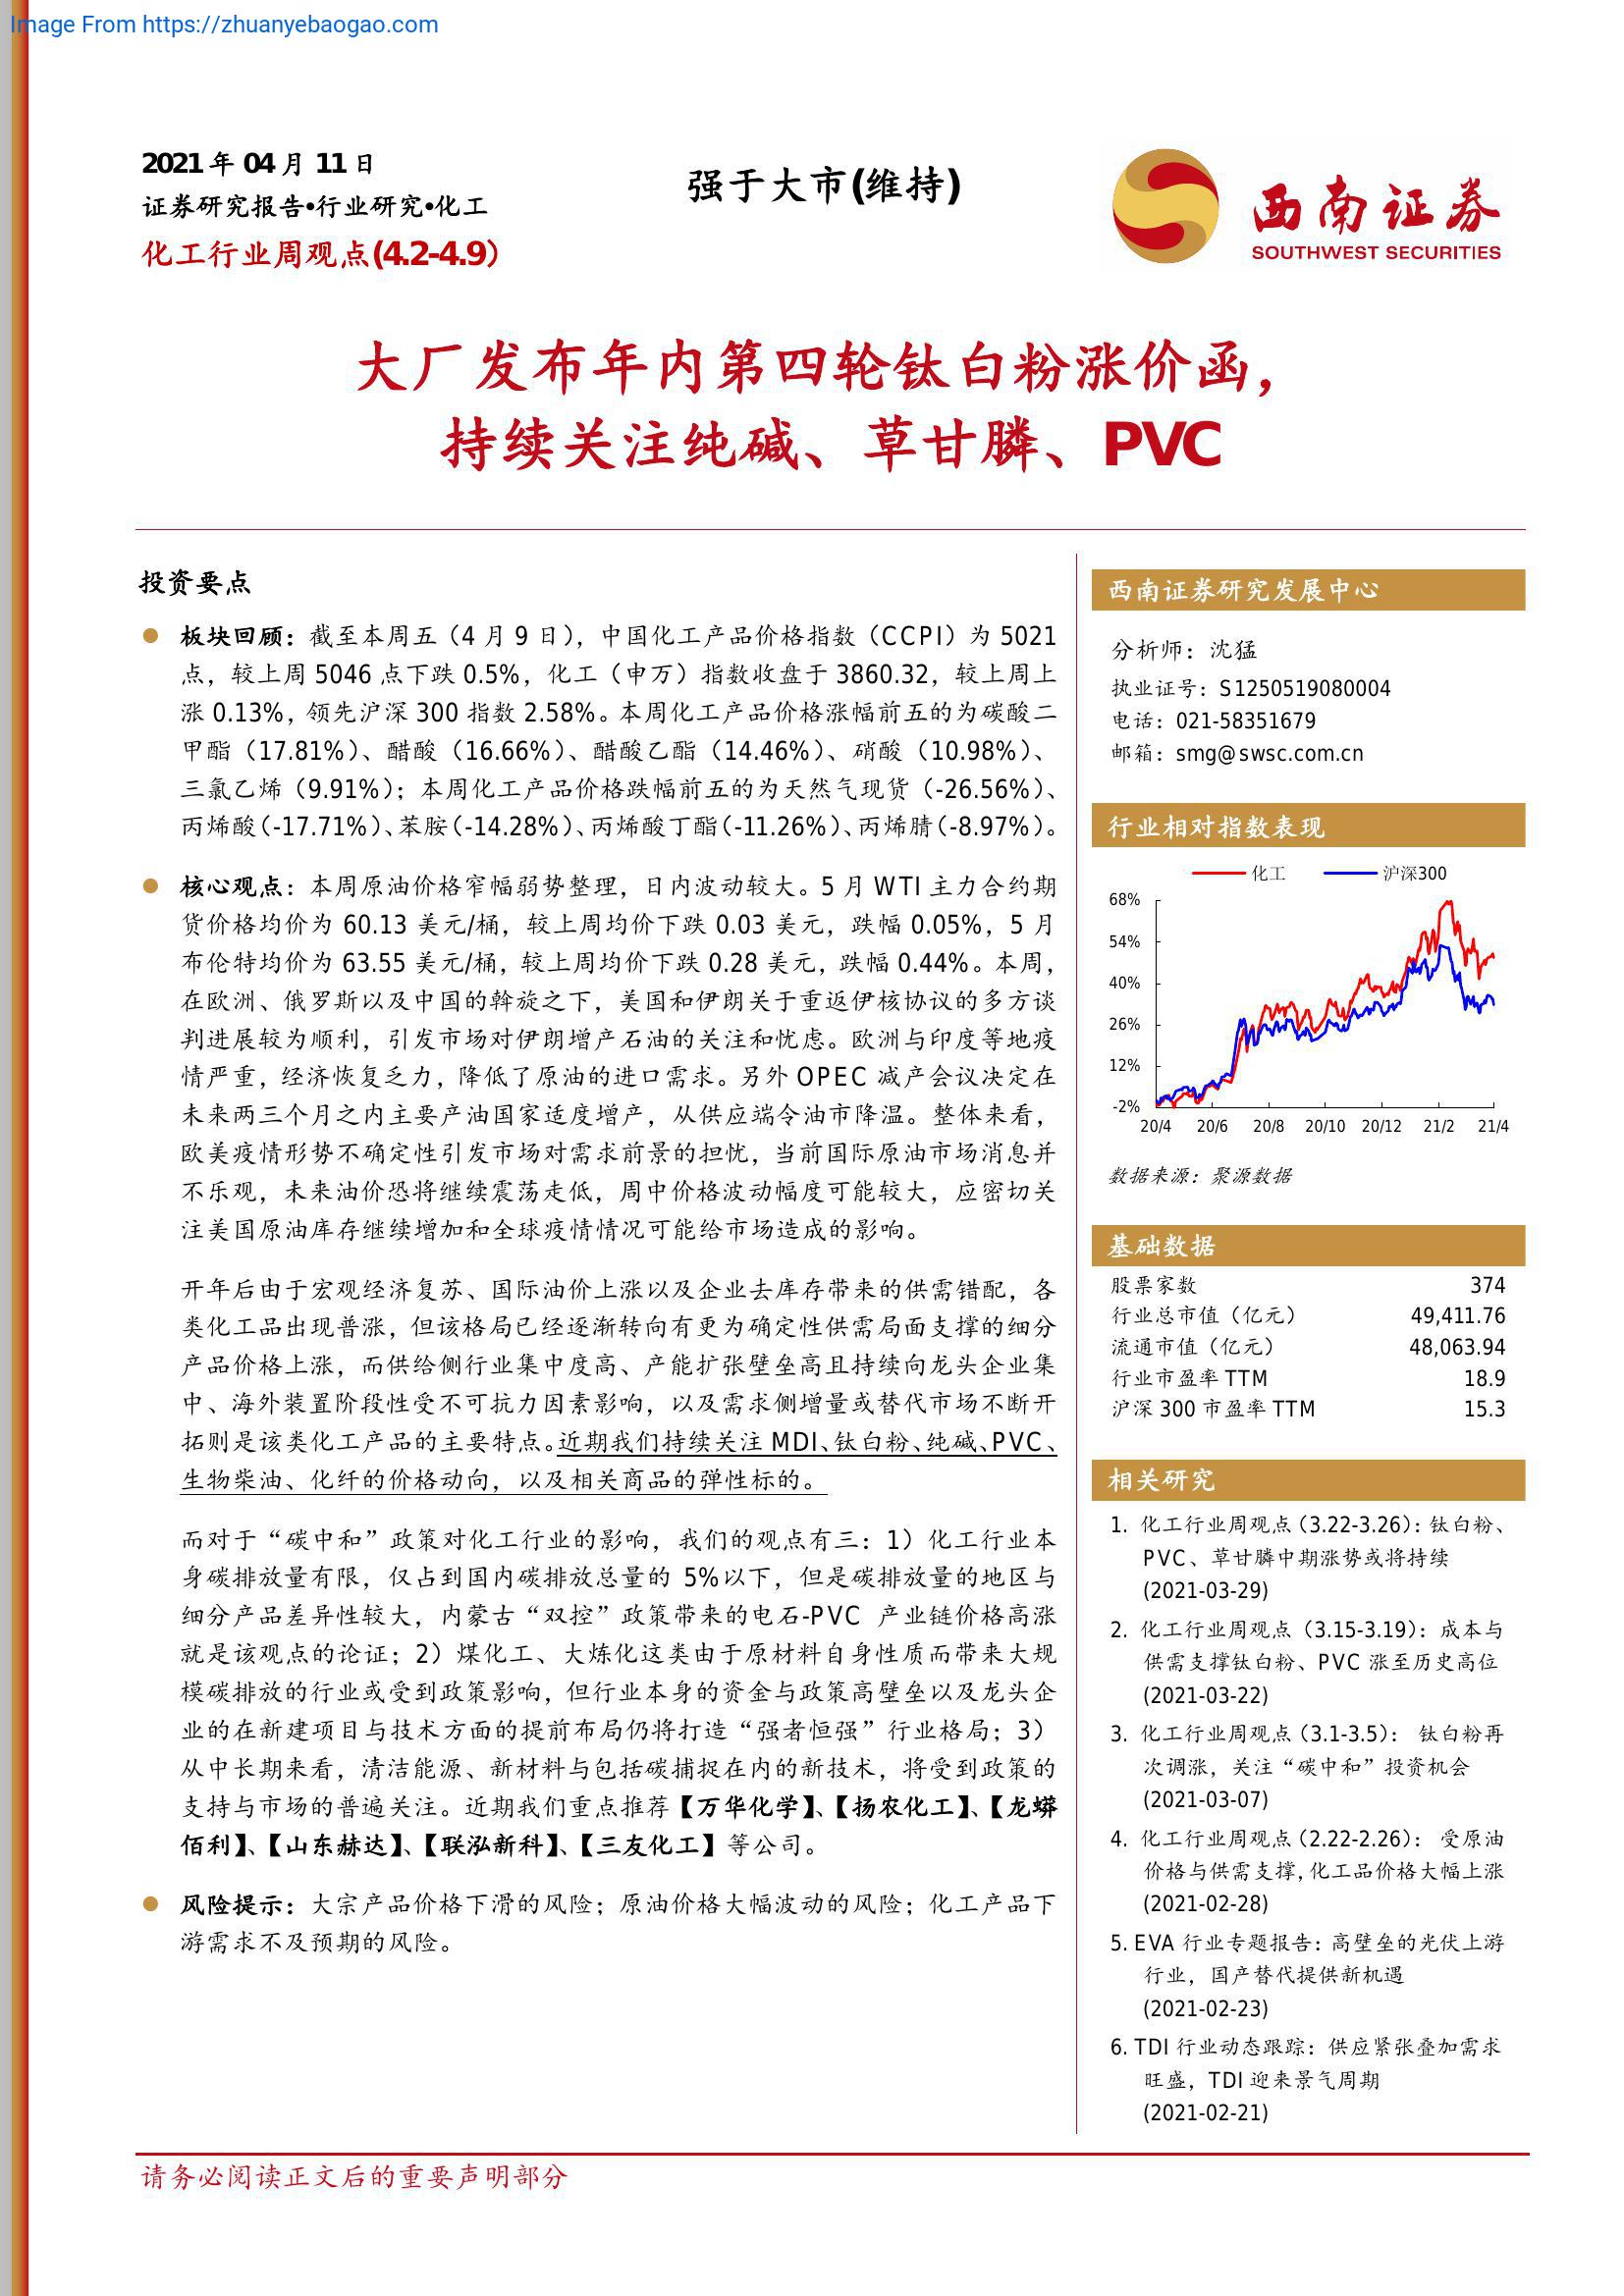 Image From https://zhuanyebaogao.com
2021 年 04 月 11 日
证券研究报告•行业研究•化工
化工行业周观点(4.2-4.9）
强于大市(维持)
西南证券
SOUTHWEST SECURITIES
大厂发布年内第四轮钛白粉涨价函，
持续关注纯碱、草甘膦、PVC
投资要点
板块回顾：截至本周五（4 月 9 日），中国化工产品价格指数（CCPI）为 5021
点，较上周 5046 点下跌 0.5%，化工（申万）指数收盘于 3860.32，较上周上
涨 0.13%，领先沪深 300 指数 2.58%。本周化工产品价格涨幅前五的为碳酸二
甲酯（17.81%）、醋酸（16.66%）、醋酸乙酯（14.46%）、硝酸（10.98%）、
三氯乙烯（9.91%）；本周化工产品价格跌幅前五的为天然气现货（-26.56%）、
丙烯酸（-17.71%）、苯胺（-14.28%）、丙烯酸丁酯（-11.26%）、丙烯腈（-8.97%）。
核心观点：本周原油价格窄幅弱势整理，日内波动较大。5 月 WTI 主力合约期
货价格均价为 60.13 美元/桶，较上周均价下跌 0.03 美元，跌幅 0.05%，5 月
布伦特均价为 63.55 美元/桶，较上周均价下跌 0.28 美元，跌幅 0.44%。本周，
在欧洲、俄罗斯以及中国的斡旋之下，美国和伊朗关于重返伊核协议的多方谈
判进展较为顺利，引发市场对伊朗增产石油的关注和忧虑。欧洲与印度等地疫
情严重，经济恢复乏力，降低了原油的进口需求。另外 OPEC 减产会议决定在
未来两三个月之内主要产油国家适度增产，从供应端令油市降温。整体来看，
欧美疫情形势不确定性引发市场对需求前景的担忧，当前国际原油市场消息并
不乐观，未来油价恐将继续震荡走低，周中价格波动幅度可能较大，应密切关
注美国原油库存继续增加和全球疫情情况可能给市场造成的影响。
开年后由于宏观经济复苏、国际油价上涨以及企业去库存带来的供需错配，各
类化工品出现普涨，但该格局已经逐渐转向有更为确定性供需局面支撑的细分
产品价格上涨，而供给侧行业集中度高、产能扩张壁垒高且持续向龙头企业集
中、海外装置阶段性受不可抗力因素影响，以及需求侧增量或替代市场不断开
拓则是该类化工产品的主要特点。近期我们持续关注 MDI、钛白粉、纯碱、PVC、
生物柴油、化纤的价格动向，以及相关商品的弹性标的。
而对于“碳中和”政策对化工行业的影响，我们的观点有三：1）化工行业本
身碳排放量有限，仅占到国内碳排放总量的 5%以下，但是碳排放量的地区与
细分产品差异性较大，内蒙古“双控”政策带来的电石-PVC 产业链价格高涨
就是该观点的论证；2）煤化工、大炼化这类由于原材料自身性质而带来大规
模碳排放的行业或受到政策影响，但行业本身的资金与政策高壁垒以及龙头企
业的在新建项目与技术方面的提前布局仍将打造“强者恒强”行业格局；3）
从中长期来看，清洁能源、新材料与包括碳捕捉在内的新技术，将受到政策的
支持与市场的普遍关注。近期我们重点推荐【万华化学】、【扬农化工】、【龙蟒
佰利】、【山东赫达】、【联泓新科】、【三友化工】等公司。
风险提示：大宗产品价格下滑的风险；原油价格大幅波动的风险；化工产品下
游需求不及预期的风险。
西南证券研究发展中心
分析师：沈猛
执业证号：S1250519080004
电话：021-58351679
邮箱：smg@swsc.com.cn
行业相对指数表现
化工 沪深300
68%
54%
40%
26%
12%
-2%
20/4 20/6 20/8 20/10 20/12 21/2 21/4
数据来源：聚源数据
基础数据
股票家数 374
行业总市值（亿元） 49,411.76
流通市值（亿元） 48,063.94
行业市盈率 TTM 18.9
沪深 300 市盈率 TTM 15.3
相关研究
1. 化工行业周观点（3.22-3.26）：钛白粉、
PVC、草甘膦中期涨势或将持续
(2021-03-29)
2. 化工行业周观点（3.15-3.19）：成本与
供需支撑钛白粉、PVC 涨至历史高位
(2021-03-22)
3. 化工行业周观点（3.1-3.5）： 钛白粉再
次调涨，关注“碳中和”投资机会
(2021-03-07)
4. 化工行业周观点（2.22-2.26）： 受原油
价格与供需支撑，化工品价格大幅上涨
(2021-02-28)
5. EVA 行业专题报告：高壁垒的光伏上游
行业，国产替代提供新机遇
(2021-02-23)
6. TDI 行业动态跟踪：供应紧张叠加需求
旺盛，TDI 迎来景气周期
(2021-02-21)
请务必阅读正文后的重要声明部分